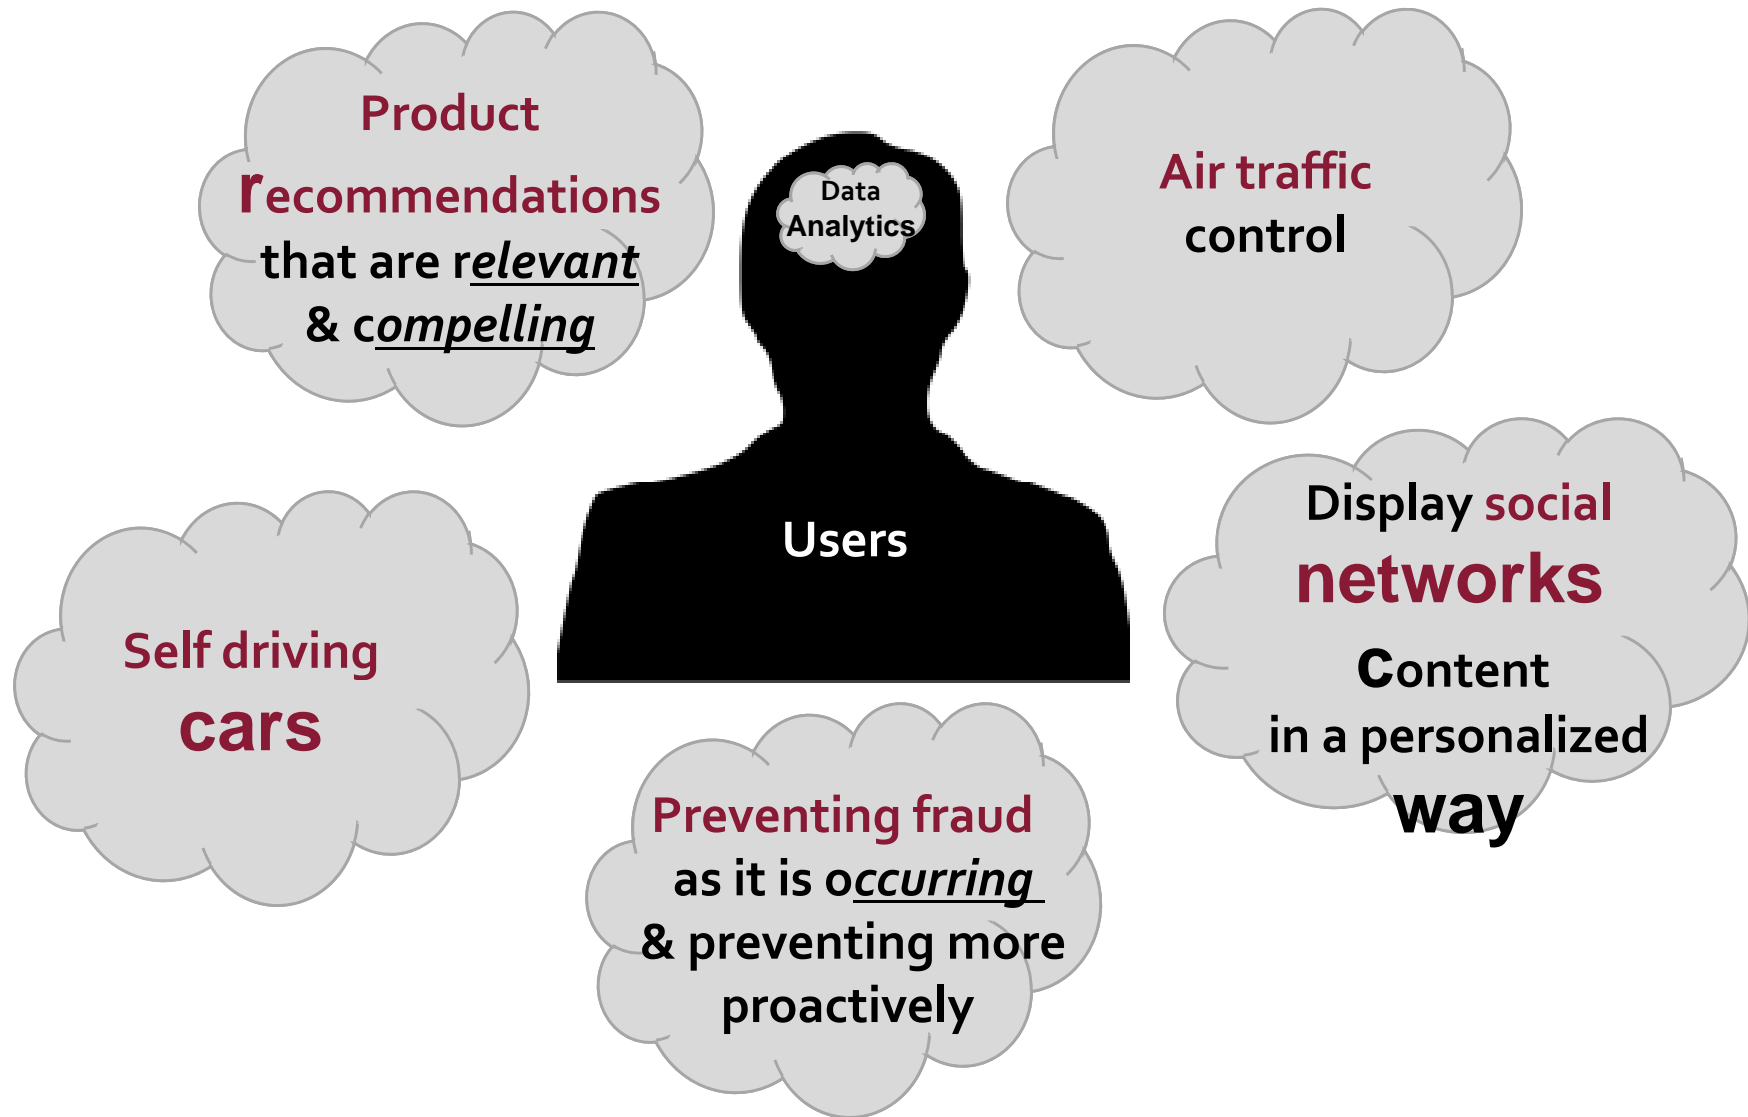 Product
recommendations
that are relevant
& compelling
Data
Analytics
Air traffic
control
Users
Display social
networks
content
in a personalized
way
Self driving
cars
Preventing fraud
as it is occurring
& preventing more
proactively